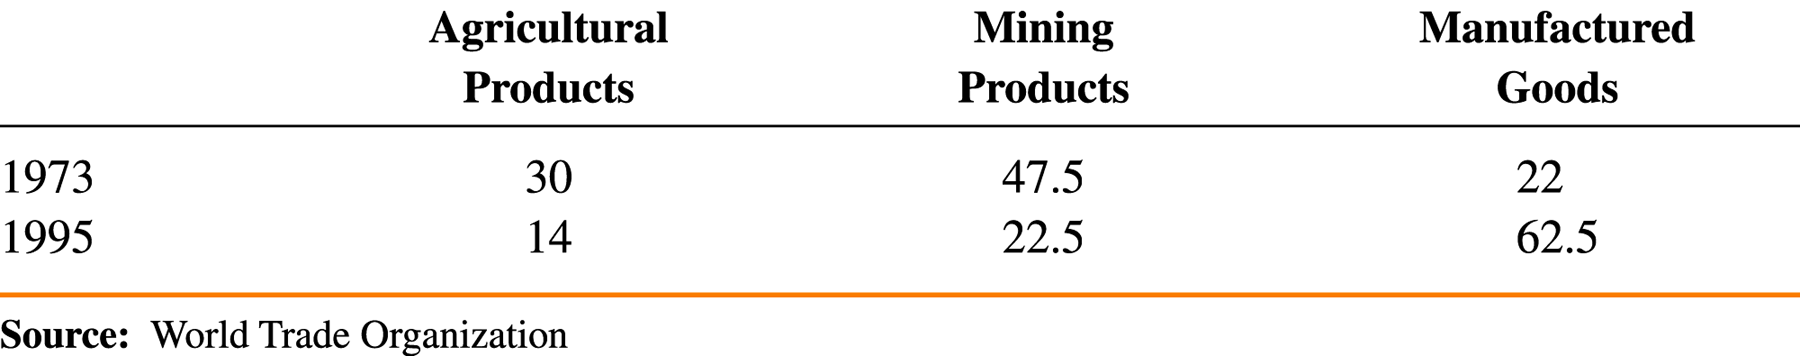 Agricultural Mining Manufactured
Products Products Goods
1973 30 47.5 22
1995 14 22.5 62.5
Source: World Trade Organization